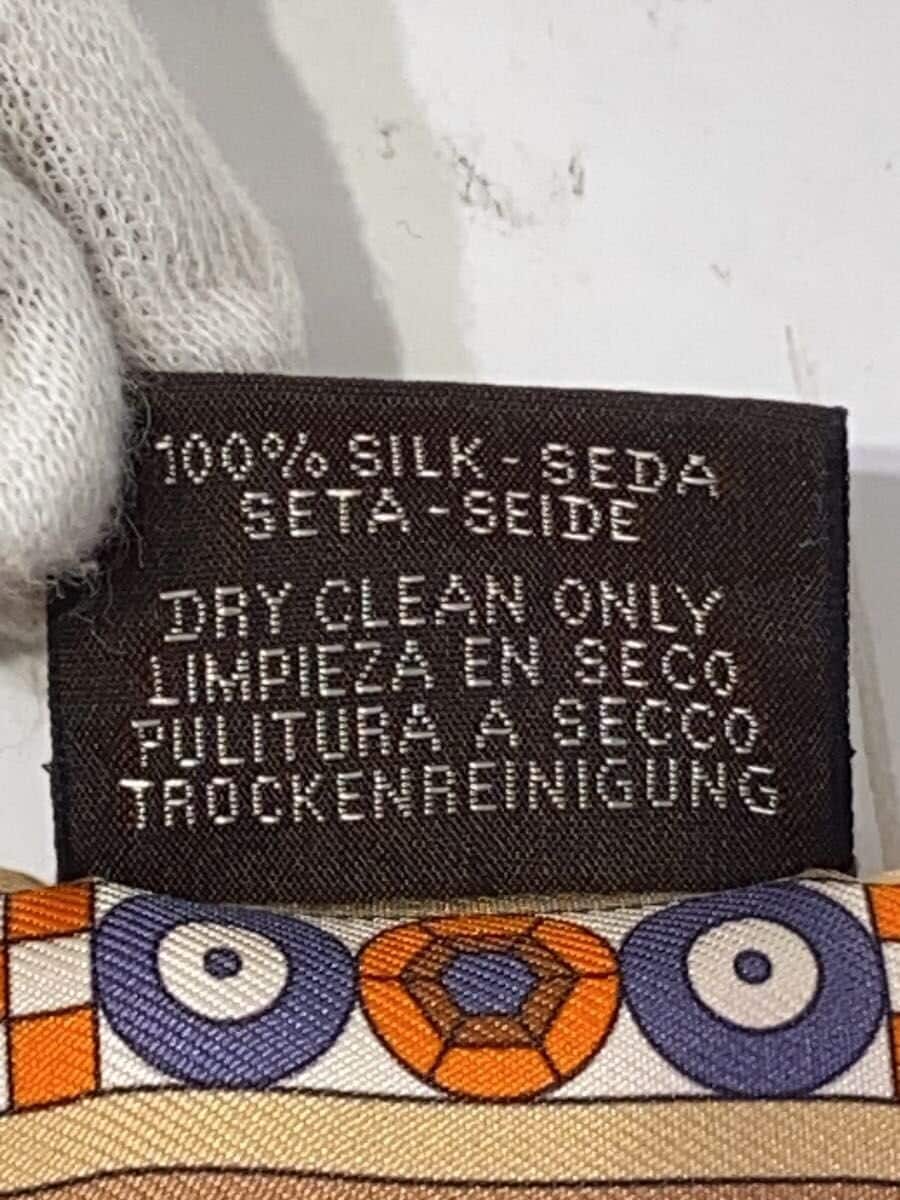 100% SILK - SEDA
SETA - SEIDE
DRY CLEAN ONLY
LIMPIEZA EN SECO
PULITURA A SECCO
TROCKENREINIGUNG